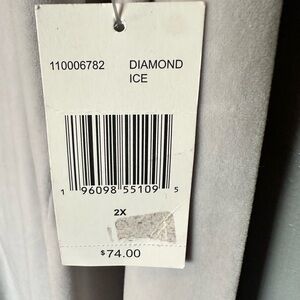 110006782 DIAMOND
ICE
1 96098 55109 5
2X
$74.00